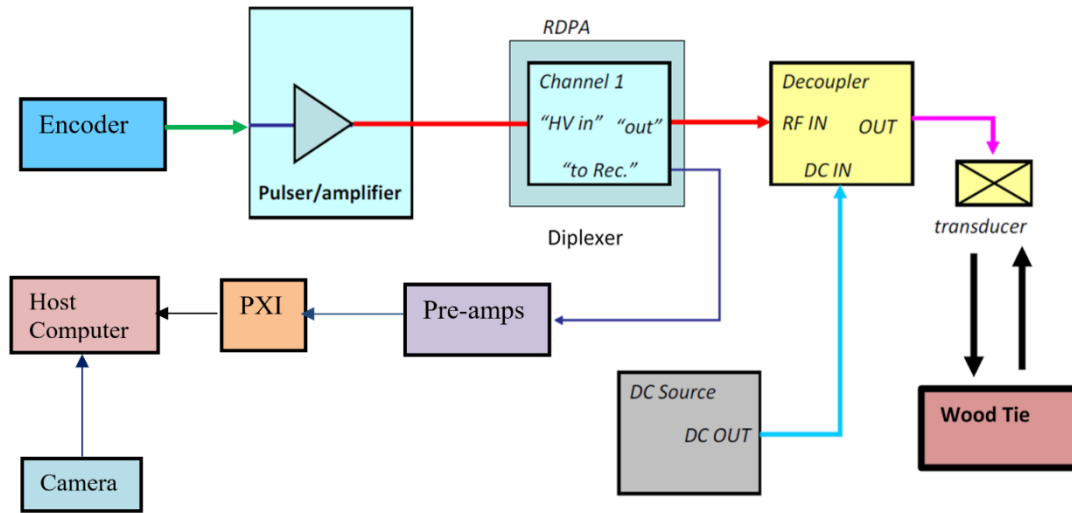 RDPA
Encoder
Pulser/amplifier
Channel 1
“HV in” “out”
“to Rec.”
Diplexer
Decoupler
RF IN
OUT
DC IN
transducer
Host
Computer
PXI
Pre-amps
DC Source
DC OUT
Wood Tie
Camera